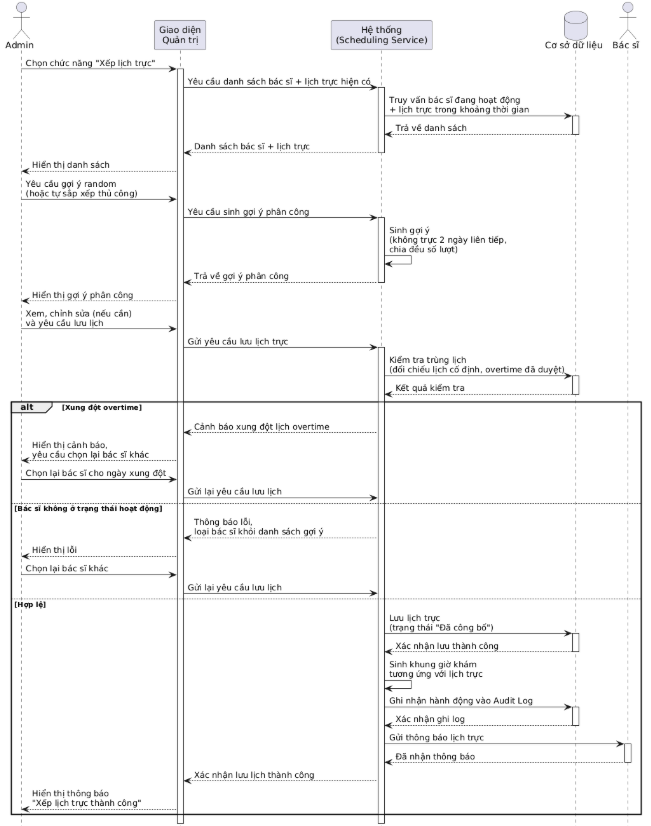 Admin
Giao diện
Quản trị
Hệ thống
(Scheduling Service)
Cơ sở dữ liệu
Bác sĩ
Chọn chức năng "Xếp lịch trực"
Yêu cầu danh sách bác sĩ + lịch trực hiện có
Truy vấn bác sĩ đang hoạt động
+ lịch trực trong khoảng thời gian
Trả về danh sách
Danh sách bác sĩ + lịch trực
Hiển thị danh sách
Yêu cầu gợi ý random
(hoặc tự sắp xếp thủ công)
Yêu cầu sinh gợi ý phân công
Sinh gợi ý
(không trực 2 ngày liên tiếp,
chia đều số lượt)
Trả về gợi ý phân công
Hiển thị gợi ý phân công
Xem, chỉnh sửa (nếu cần)
và yêu cầu lưu lịch
Gửi yêu cầu lưu lịch trực
Kiểm tra trùng lịch
(đối chiếu lịch cố định, overtime đã duyệt)
Kết quả kiểm tra
alt
[Xung đột overtime]
Cảnh báo xung đột lịch overtime
Hiển thị cảnh báo,
yêu cầu chọn lại bác sĩ khác
Chọn lại bác sĩ cho ngày xung đột
Gửi lại yêu cầu lưu lịch
[Bác sĩ không ở trạng thái hoạt động]
Thông báo lỗi,
loại bác sĩ khỏi danh sách gợi ý
Hiển thị lỗi
Chọn lại bác sĩ khác
Gửi lại yêu cầu lưu lịch
[Hợp lệ]
Lưu lịch trực
(trạng thái "Đã công bố")
Xác nhận lưu thành công
Sinh khung giờ khám
tương ứng với lịch trực
Ghi nhận hành động vào Audit Log
Xác nhận ghi log
Gửi thông báo lịch trực
Đã nhận thông báo
Xác nhận lưu lịch thành công
Hiển thị thông báo
"Xếp lịch trực thành công"